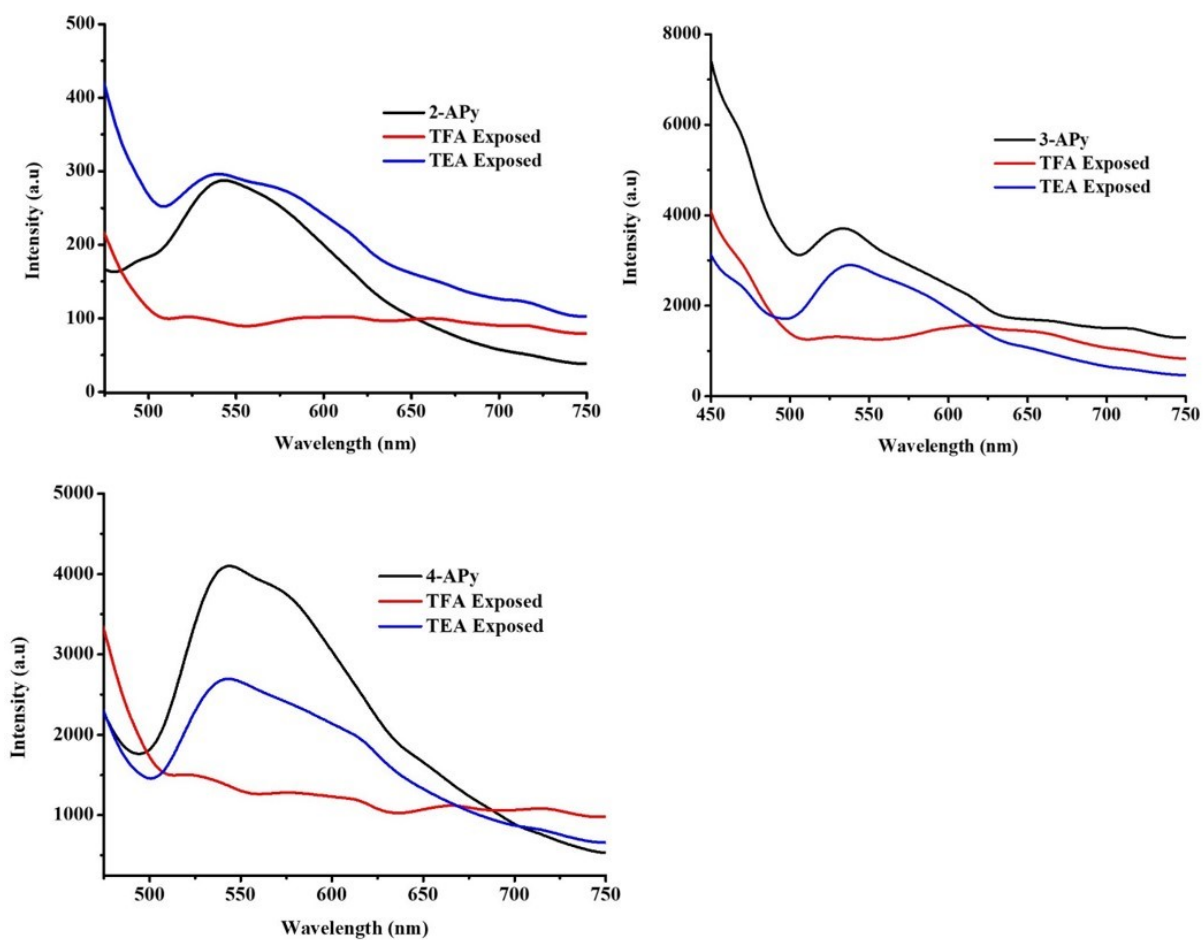 500
400
300
200
100
0
Intensity (a.u)
2-APy
TFA Exposed
TEA Exposed
500 550 600 650 700 750
Wavelength (nm)
8000
6000
4000
2000
0
Intensity (a.u)
3-APy
TFA Exposed
TEA Exposed
450 500 550 600 650 700 750
Wavelength (nm)
5000
4000
3000
2000
1000
Intensity (a.u)
4-APy
TFA Exposed
TEA Exposed
500 550 600 650 700 750
Wavelength (nm)